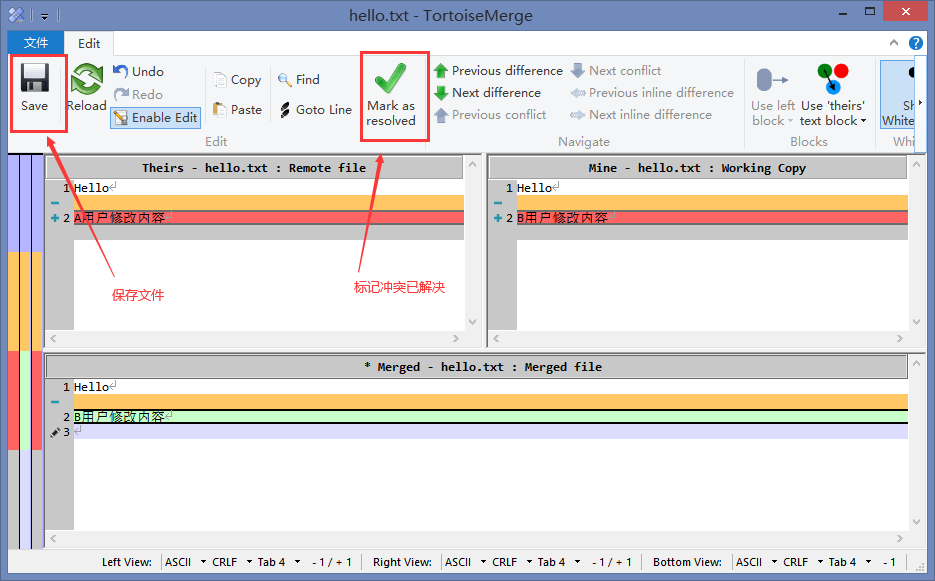 hello.txt - TortoiseMerge
文件
Edit
Save
Reload
Undo
Redo
Enable Edit
Copy
Paste
Find
Goto Line
Edit
Mark as
resolved
Previous difference
Next difference
Previous conflict
Next conflict
Previous inline difference
Next inline difference
Navigate
Use left
block
Use 'theirs'
text block
Blocks
Sh
White
Whi
Theirs - hello.txt : Remote file
1 Hello
2 A用户修改内容
Mine - hello.txt : Working Copy
1 Hello
2 B用户修改内容
保存文件
标记冲突已解决
* Merged - hello.txt : Merged file
1 Hello
2 B用户修改内容
3
Left View: ASCII CRLF Tab 4 - 1 / + 1 Right View: ASCII CRLF Tab 4 - 1 / + 1 Bottom View: ASCII CRLF Tab 4 - 1